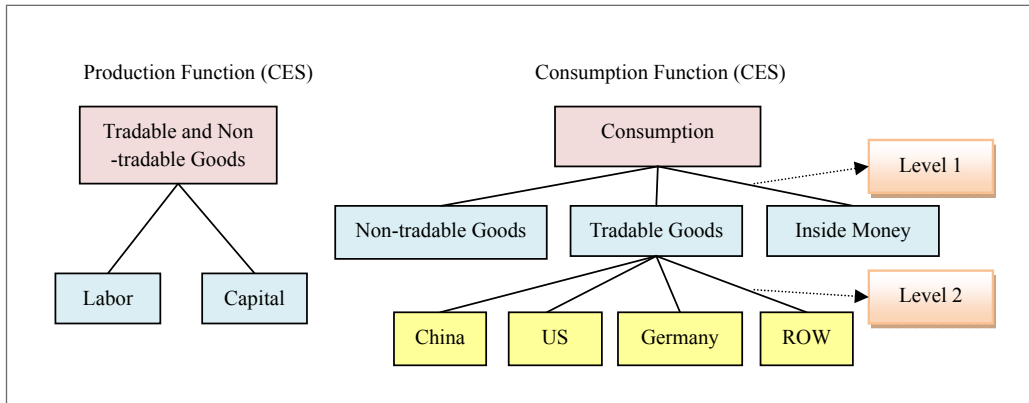 Production Function (CES)
Tradable and Non
-tradable Goods
Labor
Capital
Consumption Function (CES)
Consumption
Level 1
Non-tradable Goods
Tradable Goods
Inside Money
Level 2
China
US
Germany
ROW